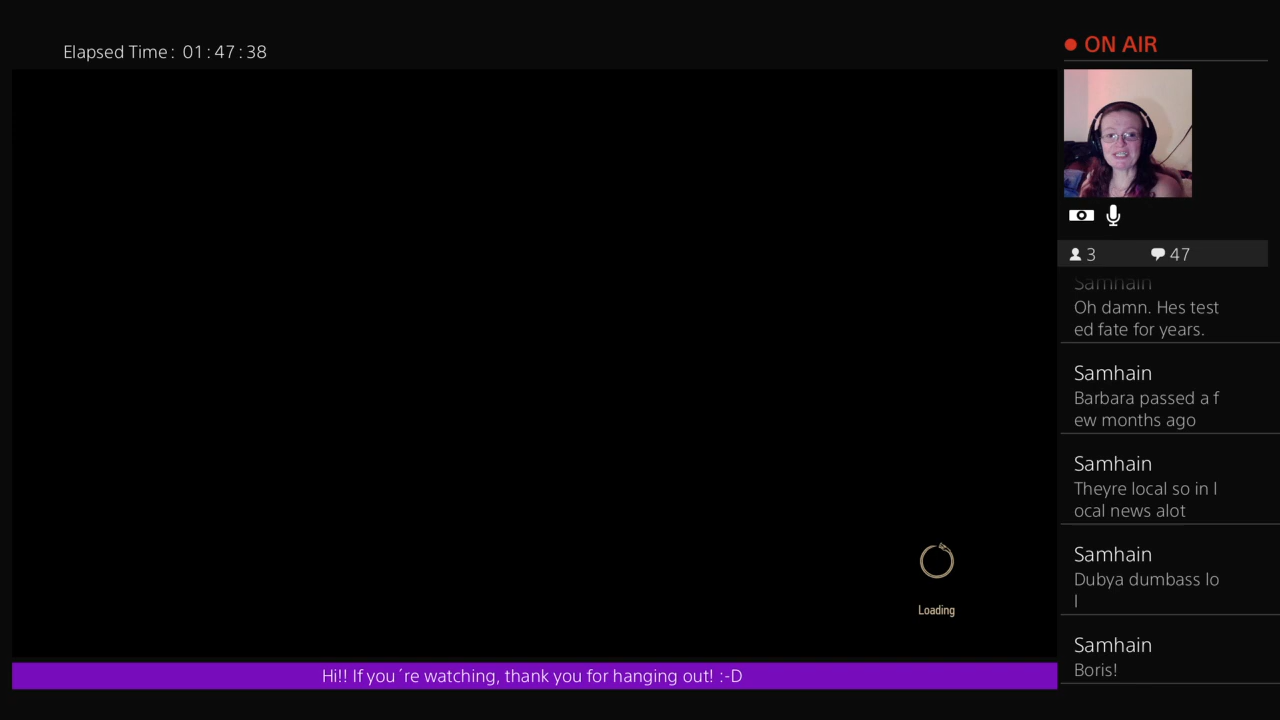 Elapsed Time: 01:47:38
ON AIR
3
47
Samhain
Oh damn. Hes test
ed fate for years.
Samhain
Barbara passed a f
ew months ago
Samhain
Theyre local so in l
ocal news alot
Samhain
Dubya dumbass lo
l
Samhain
Boris!
Loading
Hi!! If you´re watching, thank you for hanging out! :-D